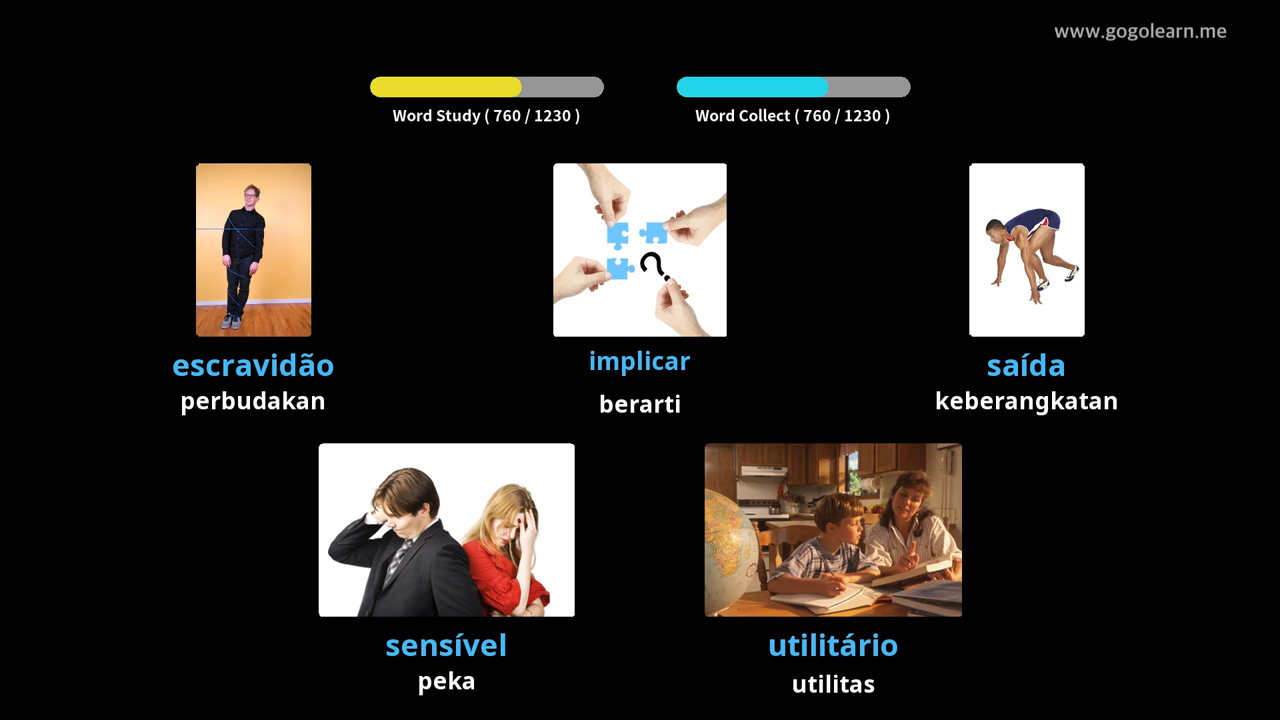 www.gogolearn.me
Word Study ( 760 / 1230 )
Word Collect ( 760 / 1230 )
escravidão
perbudakan
implicar
berarti
saída
keberangkatan
sensível
peka
utilitário
utilitas